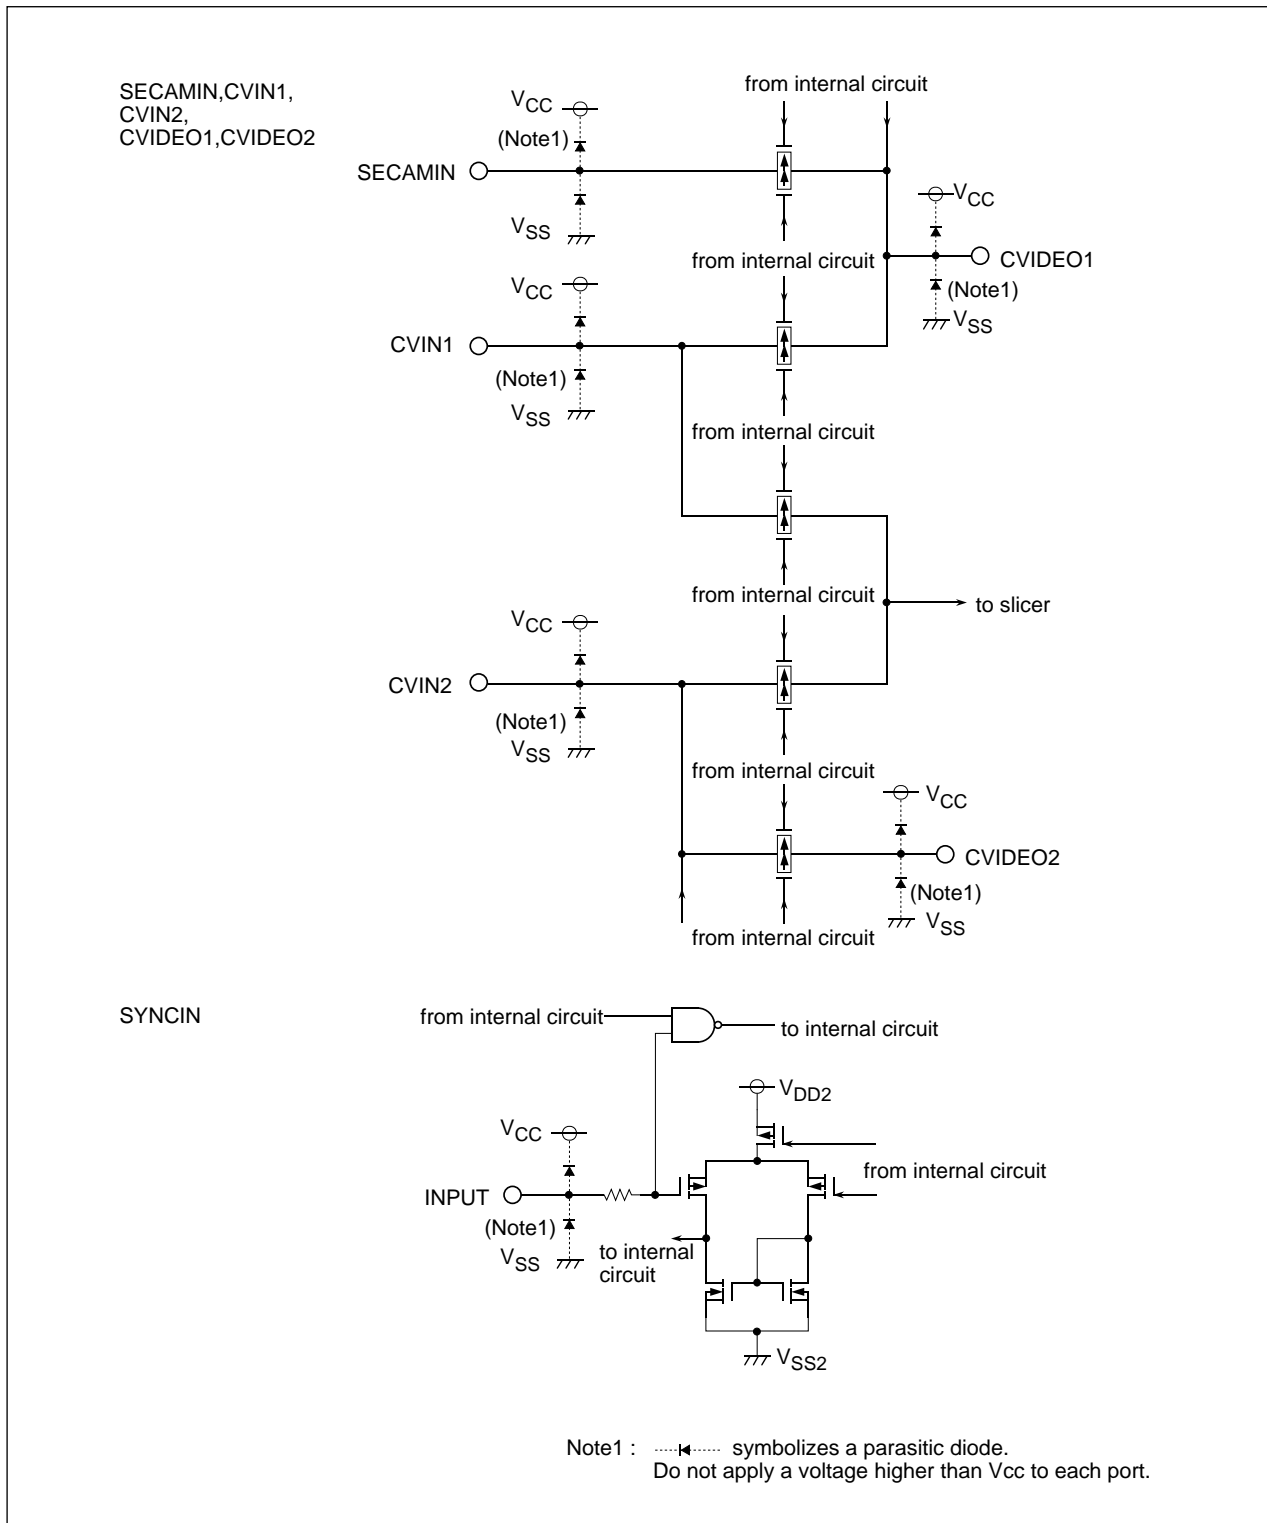 SECAMIN,CVIN1,
CVIN2,
CVIDEO1,CVIDEO2
from internal circuit
VCC
(Note1)
SECAMIN
VSS
VCC
from internal circuit
CVIDEO1
(Note1)
VSS
VCC
CVIN1
(Note1)
VSS
from internal circuit
from internal circuit
to slicer
VCC
CVIN2
(Note1)
VSS
from internal circuit
VCC
CVIDEO2
(Note1)
VSS
from internal circuit
SYNCIN
from internal circuit
to internal circuit
VDD2
VCC
from internal circuit
INPUT
(Note1)
VSS
to internal
circuit
VSS2
Note1 : symbolizes a parasitic diode.
Do not apply a voltage higher than Vcc to each port.